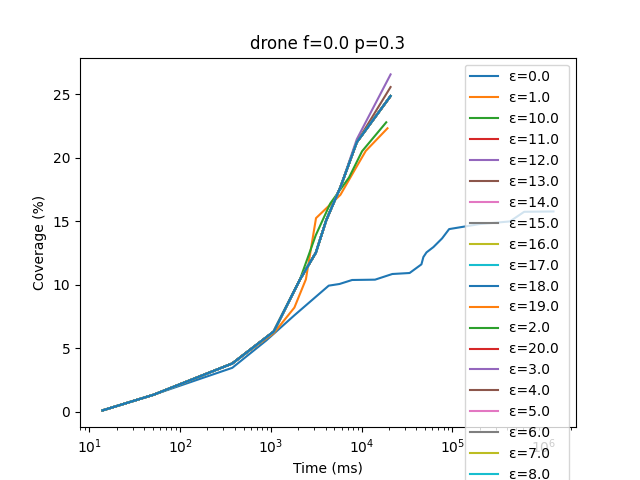 drone f=0.0 p=0.3
Coverage (%)
25
20
15
10
5
0
10¹ 10² 10³ 10⁴ 10⁵ 10⁶
Time (ms)
ε=0.0
ε=1.0
ε=10.0
ε=11.0
ε=12.0
ε=13.0
ε=14.0
ε=15.0
ε=16.0
ε=17.0
ε=18.0
ε=19.0
ε=2.0
ε=20.0
ε=3.0
ε=4.0
ε=5.0
ε=6.0
ε=7.0
ε=8.0